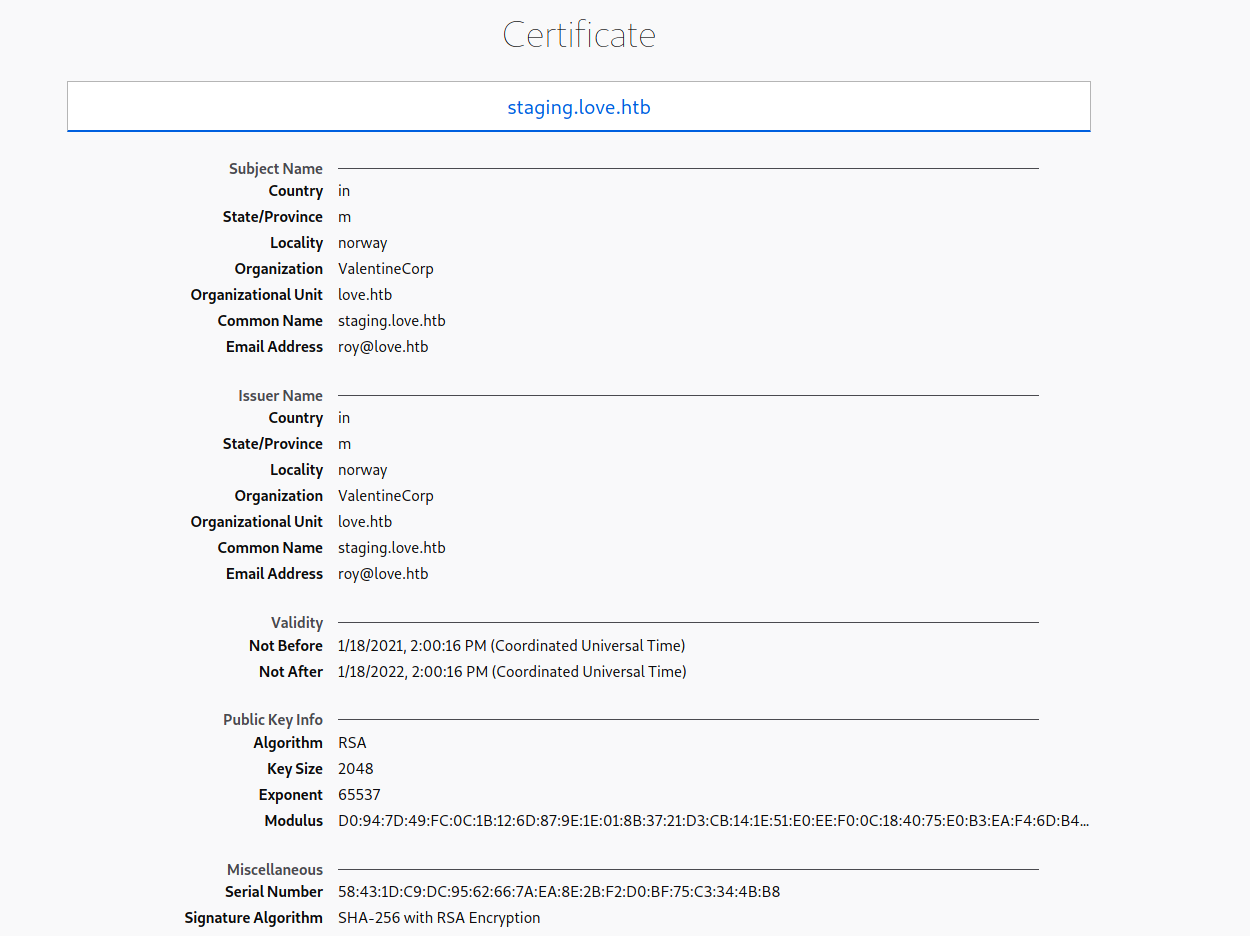 Certificate
staging.love.htb
Subject Name
Country in
State/Province m
Locality norway
Organization ValentineCorp
Organizational Unit love.htb
Common Name staging.love.htb
Email Address roy@love.htb
Issuer Name
Country in
State/Province m
Locality norway
Organization ValentineCorp
Organizational Unit love.htb
Common Name staging.love.htb
Email Address roy@love.htb
Validity
Not Before 1/18/2021, 2:00:16 PM (Coordinated Universal Time)
Not After 1/18/2022, 2:00:16 PM (Coordinated Universal Time)
Public Key Info
Algorithm RSA
Key Size 2048
Exponent 65537
Modulus D0:94:7D:49:FC:0C:1B:12:6D:87:9E:1E:01:8B:37:21:D3:CB:14:1E:51:E0:EE:F0:0C:18:40:75:E0:B3:EA:F4:6D:B4...
Miscellaneous
Serial Number 58:43:1D:C9:DC:95:62:66:7A:EA:8E:2B:F2:D0:BF:75:C3:34:4B:B8
Signature Algorithm SHA-256 with RSA Encryption